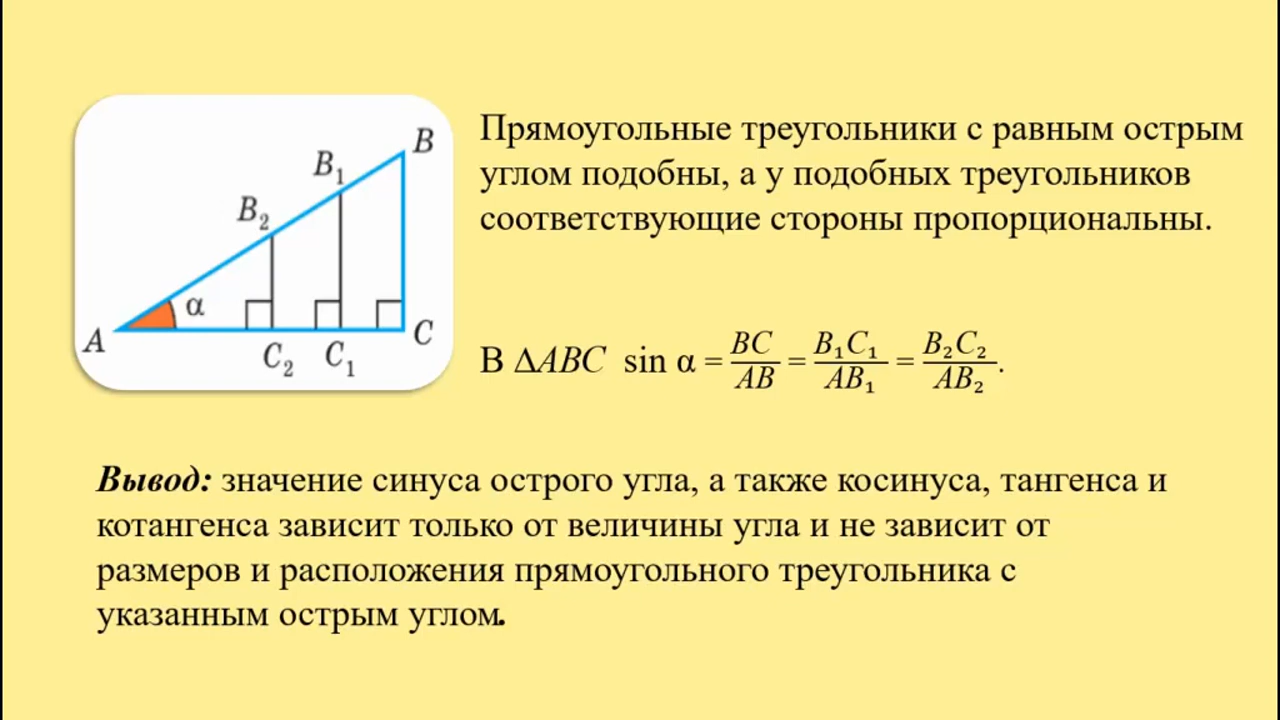 B
B₁
B₂
α
A
C₂
C₁
C
Прямоугольные треугольники с равным острым
углом подобны, а у подобных треугольников
соответствующие стороны пропорциональны.
В ΔABC sin α = BC/AB = B₁C₁/AB₁ = B₂C₂/AB₂.
Вывод: значение синуса острого угла, а также косинуса, тангенса и
котангенса зависит только от величины угла и не зависит от
размеров и расположения прямоугольного треугольника с
указанным острым углом.